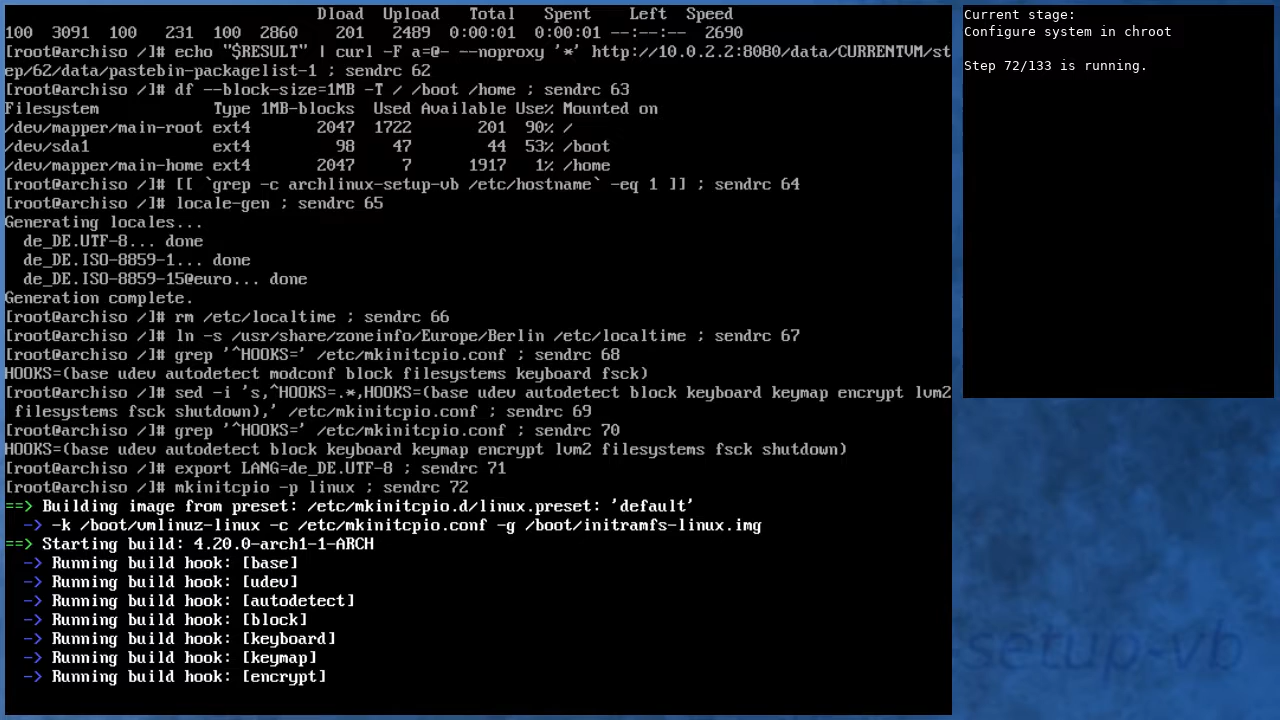 Dload  Upload   Total   Spent    Left  Speed
100  3091  100   231  100  2860    201   2489  0:00:01  0:00:01 --:--:--  2690
[root@archiso /]# echo "$RESULT" | curl -F a=@- --noproxy '*' http://10.0.2.2:8080/data/CURRENTVM/st
ep/62/data/pastebin-packagelist-1 ; sendrc 62
[root@archiso /]# df --block-size=1MB -T / /boot /home ; sendrc 63
Filesystem            Type 1MB-blocks  Used Available Use% Mounted on
/dev/mapper/main-root ext4       2047  1722       201  90% /
/dev/sda1             ext4         98    47        44  53% /boot
/dev/mapper/main-home ext4       2047     7      1917   1% /home
[root@archiso /]# [[ `grep -c archlinux-setup-vb /etc/hostname` -eq 1 ]] ; sendrc 64
[root@archiso /]# locale-gen ; sendrc 65
Generating locales...
  de_DE.UTF-8... done
  de_DE.ISO-8859-1... done
  de_DE.ISO-8859-15@euro... done
Generation complete.
[root@archiso /]# rm /etc/localtime ; sendrc 66
[root@archiso /]# ln -s /usr/share/zoneinfo/Europe/Berlin /etc/localtime ; sendrc 67
[root@archiso /]# grep '^HOOKS=' /etc/mkinitcpio.conf ; sendrc 68
HOOKS=(base udev autodetect modconf block filesystems keyboard fsck)
[root@archiso /]# sed -i 's,^HOOKS=.*,HOOKS=(base udev autodetect block keyboard keymap encrypt lvm2
 filesystems fsck shutdown),' /etc/mkinitcpio.conf ; sendrc 69
[root@archiso /]# grep '^HOOKS=' /etc/mkinitcpio.conf ; sendrc 70
HOOKS=(base udev autodetect block keyboard keymap encrypt lvm2 filesystems fsck shutdown)
[root@archiso /]# export LANG=de_DE.UTF-8 ; sendrc 71
[root@archiso /]# mkinitcpio -p linux ; sendrc 72
==> Building image from preset: /etc/mkinitcpio.d/linux.preset: 'default'
  -> -k /boot/vmlinuz-linux -c /etc/mkinitcpio.conf -g /boot/initramfs-linux.img
==> Starting build: 4.20.0-arch1-1-ARCH
  -> Running build hook: [base]
  -> Running build hook: [udev]
  -> Running build hook: [autodetect]
  -> Running build hook: [block]
  -> Running build hook: [keyboard]
  -> Running build hook: [keymap]
  -> Running build hook: [encrypt]
Current stage:
Configure system in chroot
Step 72/133 is running.
setup-vb